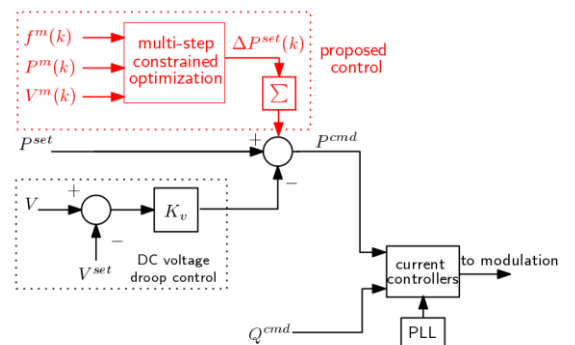 f^m(k)
P^m(k)
V^m(k)
multi-step
constrained
optimization
ΔP^{set}(k)
proposed
control
∑
P^{set}
+
−
P^{cmd}
V
+
−
K_v
V^{set}
DC voltage
droop control
current
controllers
to modulation
Q^{cmd}
PLL